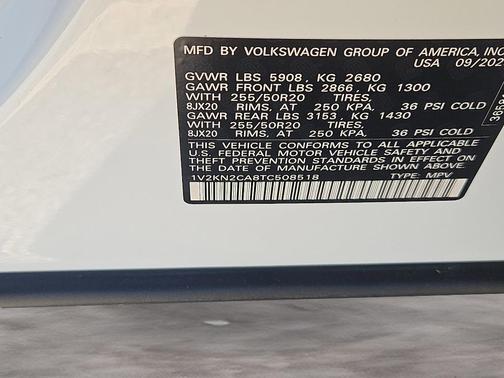 MFD BY VOLKSWAGEN GROUP OF AMERICA, INC.
USA 09/202
GVWR LBS 5908, KG 2680
GAWR FRONT LBS 2866, KG 1300
WITH 255/50R20 TIRES,
8JX20 RIMS, AT 250 KPA, 36 PSI COLD
GAWR REAR LBS 3153, KG 1430
WITH 265/50R20 TIRES,
8JX20 RIMS, AT 250 KPA, 36 PSI COLD
THIS VEHICLE CONFORMS TO ALL APPLICABLE
U.S. FEDERAL MOTOR VEHICLE SAFETY AND
THEFT PREVENTION STANDARDS IN EFFECT ON
THE DATE OF MANUFACTURE SHOWN ABOVE.
1V2KN2CA8TC508518 TYPE: MPV